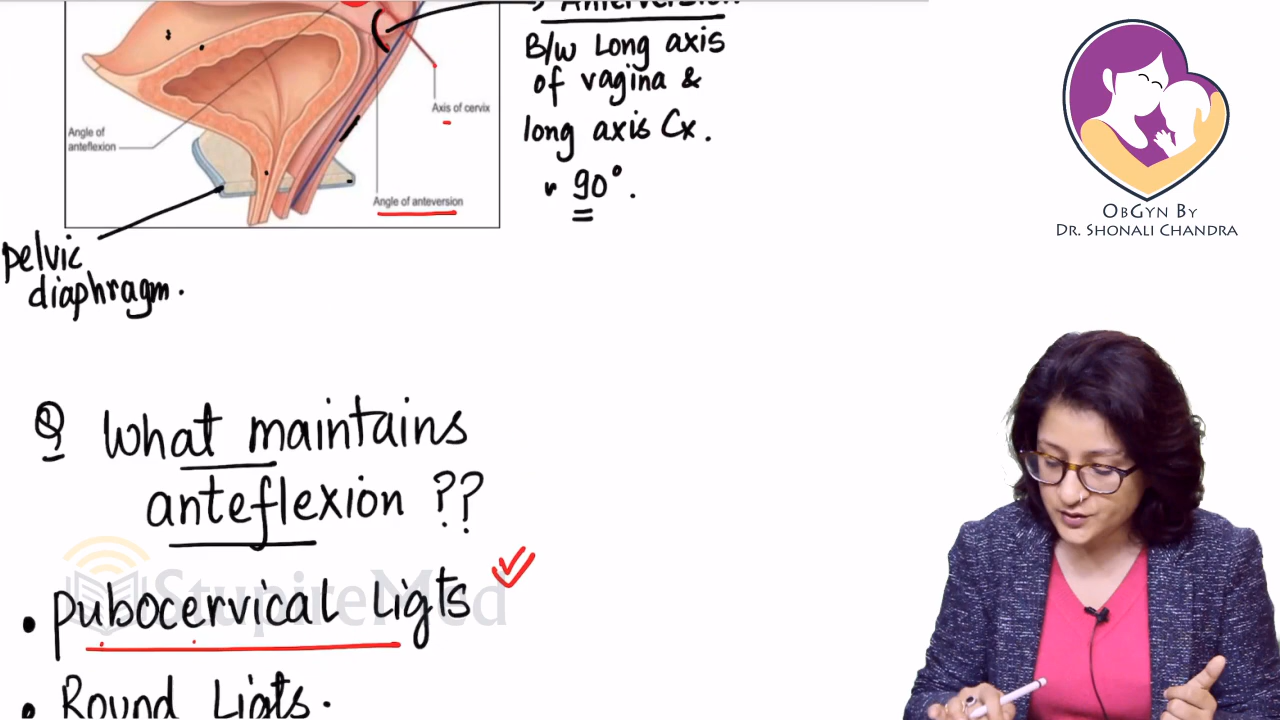 → Anteversion
B/w Long axis
of vagina &
long axis Cx.
~ 90°.
Axis of cervix
Angle of
anteflexion
Angle of anteversion
Pelvic
diaphragm.
ObGyn By
Dr. Shonali Chandra
Q What maintains
anteflexion ??
StupireMed
• Pubocervical Ligts
• Round Ligts.